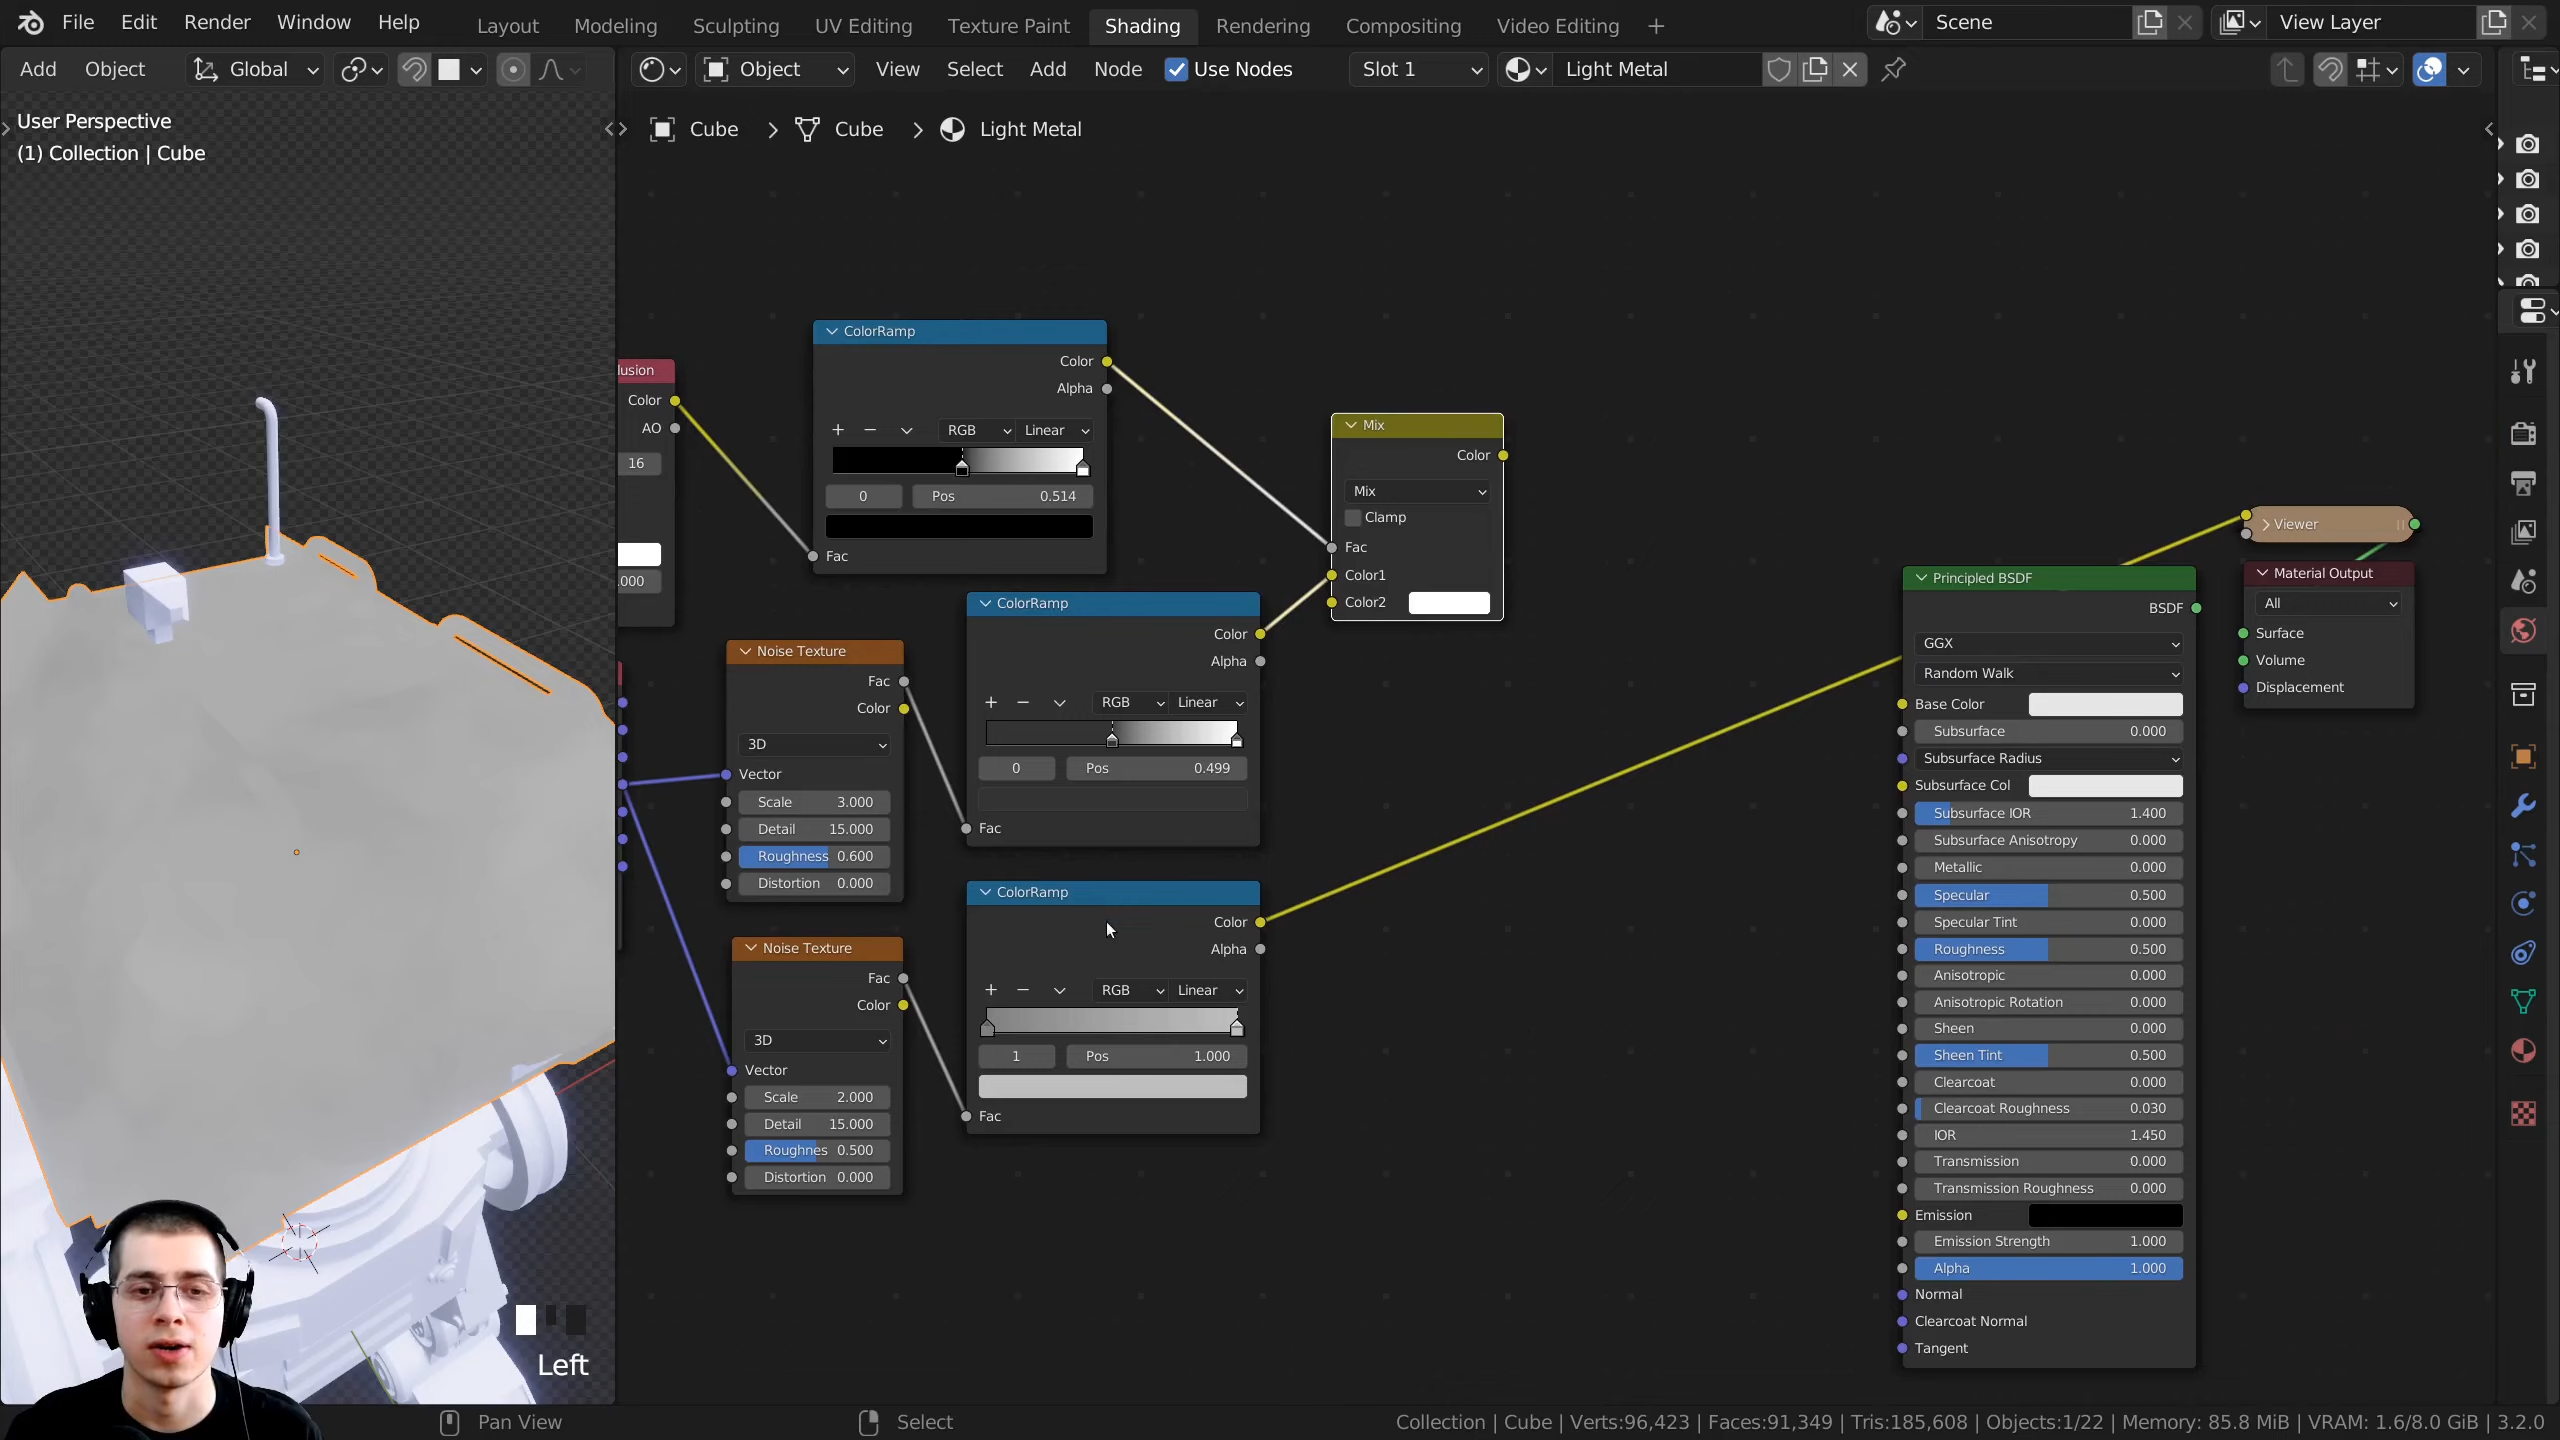 File Edit Render Window Help Layout Modeling Sculpting UV Editing Texture Paint Shading Rendering Compositing Video Editing + Scene View Layer
Add Object Global Object View Select Add Node Use Nodes Slot 1 Light Metal
User Perspective
(1) Collection | Cube
Cube > Cube > Light Metal
lusion
Color
AO
16
.000
ColorRamp
Color
Alpha
RGB Linear
0 Pos 0.514
Fac
Mix
Color
Mix
Clamp
Fac
Color1
Color2
Noise Texture
Fac
Color
3D
Vector
Scale 3.000
Detail 15.000
Roughness 0.600
Distortion 0.000
ColorRamp
Color
Alpha
RGB Linear
0 Pos 0.499
Fac
Noise Texture
Fac
Color
3D
Vector
Scale 2.000
Detail 15.000
Roughnes 0.500
Distortion 0.000
ColorRamp
Color
Alpha
RGB Linear
1 Pos 1.000
Fac
Principled BSDF
BSDF
GGX
Random Walk
Base Color
Subsurface 0.000
Subsurface Radius
Subsurface Col
Subsurface IOR 1.400
Subsurface Anisotropy 0.000
Metallic 0.000
Specular 0.500
Specular Tint 0.000
Roughness 0.500
Anisotropic 0.000
Anisotropic Rotation 0.000
Sheen 0.000
Sheen Tint 0.500
Clearcoat 0.000
Clearcoat Roughness 0.030
IOR 1.450
Transmission 0.000
Transmission Roughness 0.000
Emission
Emission Strength 1.000
Alpha 1.000
Normal
Clearcoat Normal
Tangent
Viewer
Material Output
All
Surface
Volume
Displacement
Left
Pan View Select Collection | Cube | Verts:96,423 | Faces:91,349 | Tris:185,608 | Objects:1/22 | Memory: 85.8 MiB | VRAM: 1.6/8.0 GiB | 3.2.0